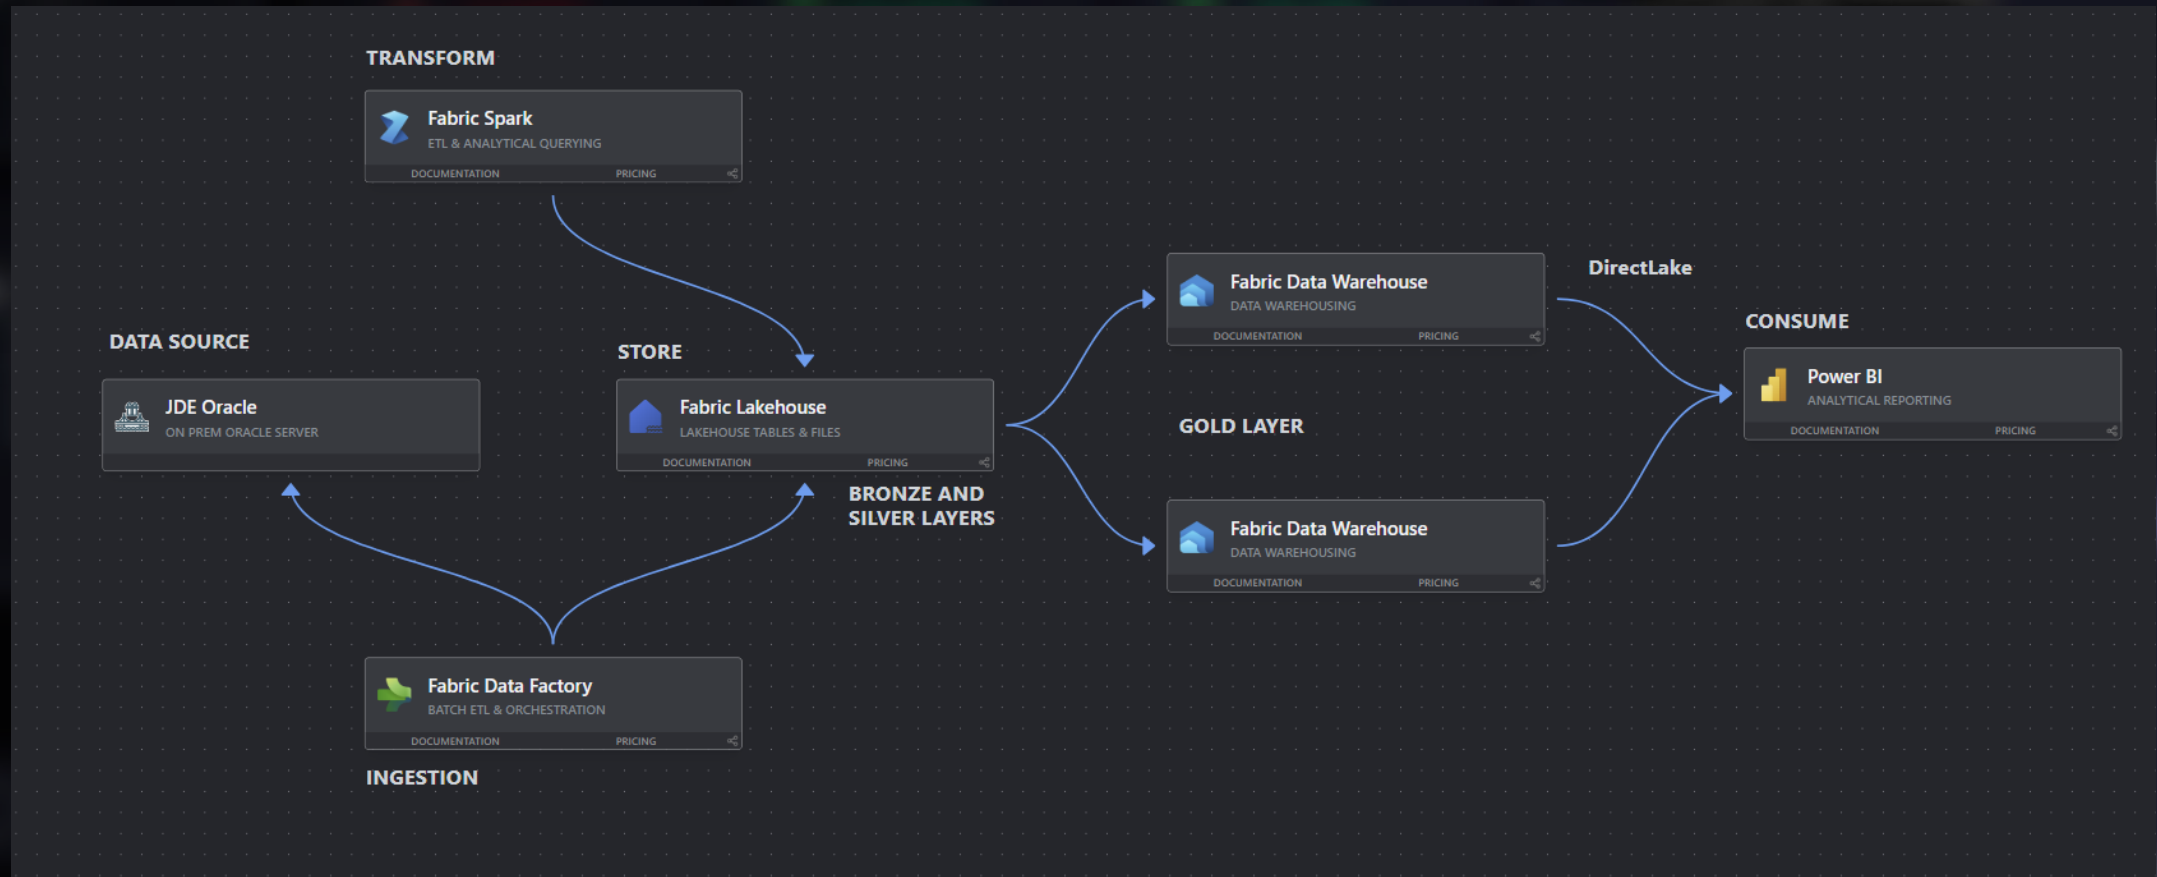 TRANSFORM
Fabric Spark
ETL & ANALYTICAL QUERYING
DOCUMENTATION PRICING
DATA SOURCE
JDE Oracle
ON PREM ORACLE SERVER
STORE
Fabric Lakehouse
LAKEHOUSE TABLES & FILES
DOCUMENTATION PRICING
BRONZE AND
SILVER LAYERS
Fabric Data Factory
BATCH ETL & ORCHESTRATION
DOCUMENTATION PRICING
INGESTION
Fabric Data Warehouse
DATA WAREHOUSING
DOCUMENTATION PRICING
GOLD LAYER
Fabric Data Warehouse
DATA WAREHOUSING
DOCUMENTATION PRICING
DirectLake
CONSUME
Power BI
ANALYTICAL REPORTING
DOCUMENTATION PRICING